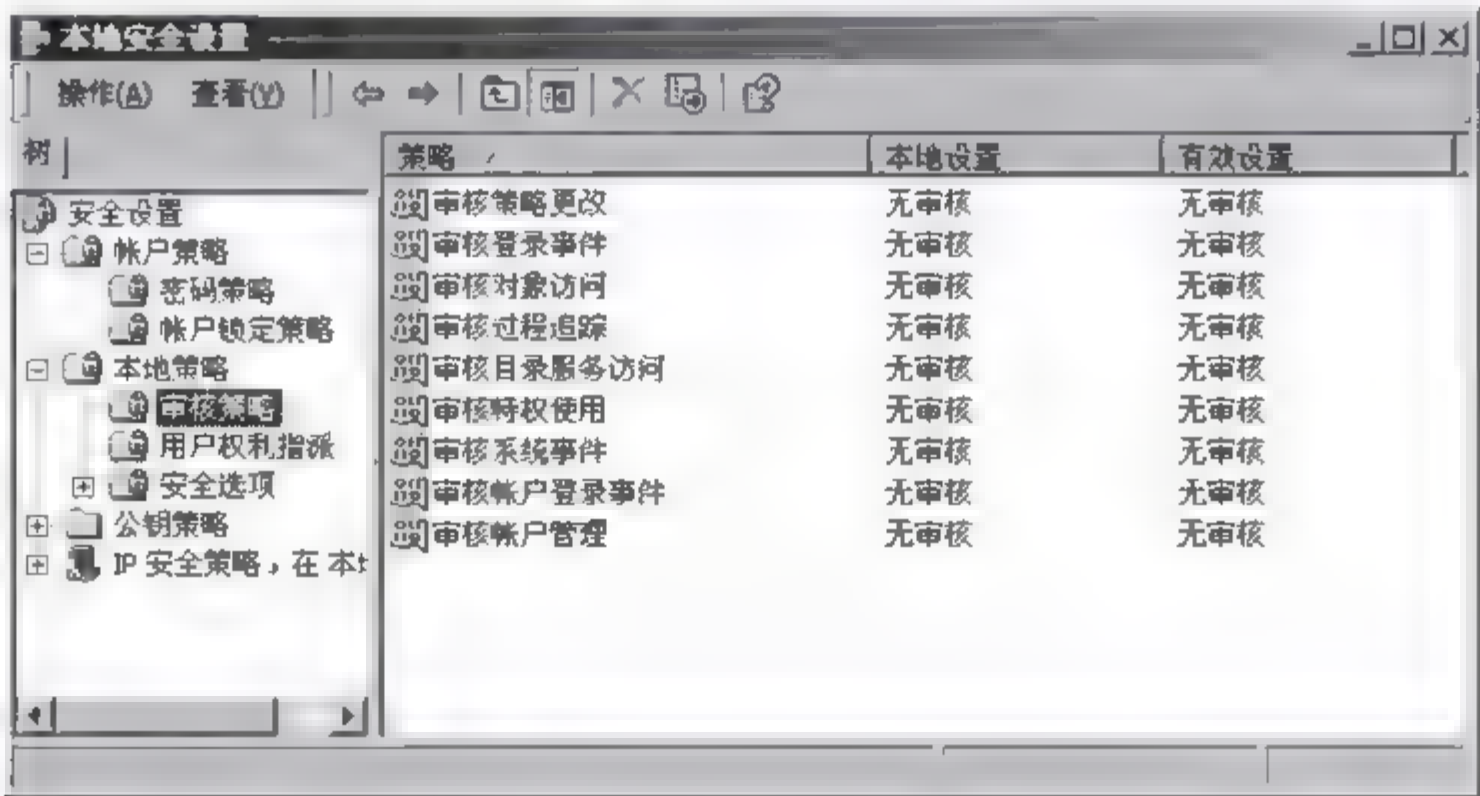 本地安全设置
操作(A) 查看(V)
树
安全设置
帐户策略
密码策略
帐户锁定策略
本地策略
审核策略
用户权利指派
安全选项
公钥策略
IP 安全策略，在 本
策略 本地设置 有效设置
审核策略更改 无审核 无审核
审核登录事件 无审核 无审核
审核对象访问 无审核 无审核
审核过程追踪 无审核 无审核
审核目录服务访问 无审核 无审核
审核特权使用 无审核 无审核
审核系统事件 无审核 无审核
审核帐户登录事件 无审核 无审核
审核帐户管理 无审核 无审核